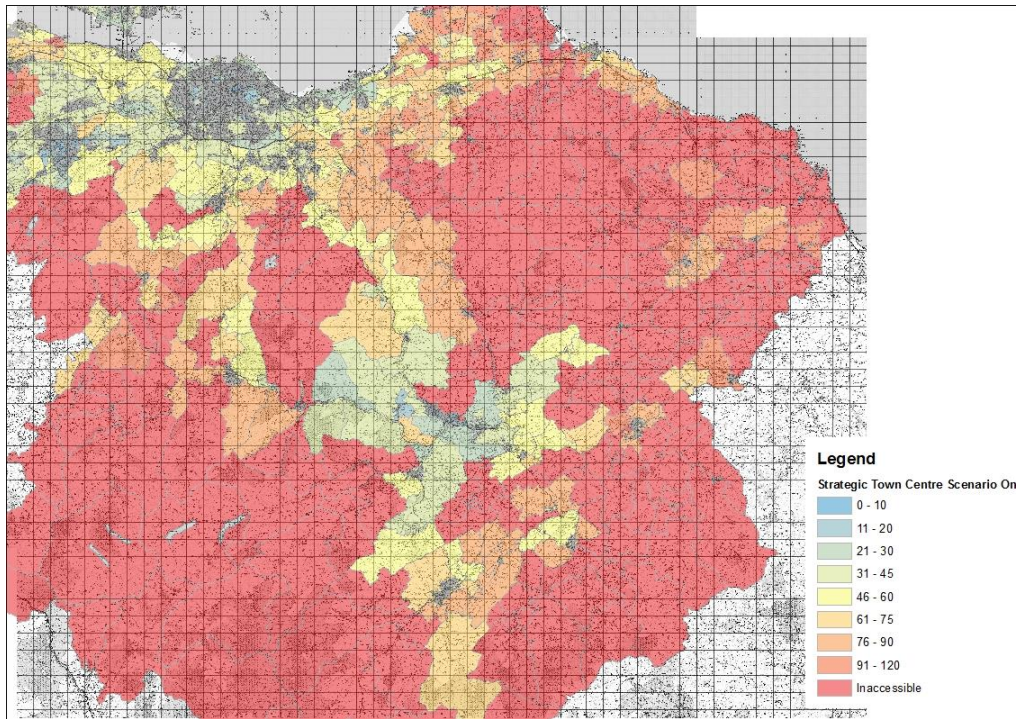 Legend
Strategic Town Centre Scenario On
0 - 10
11 - 20
21 - 30
31 - 45
46 - 60
61 - 75
76 - 90
91 - 120
Inaccessible